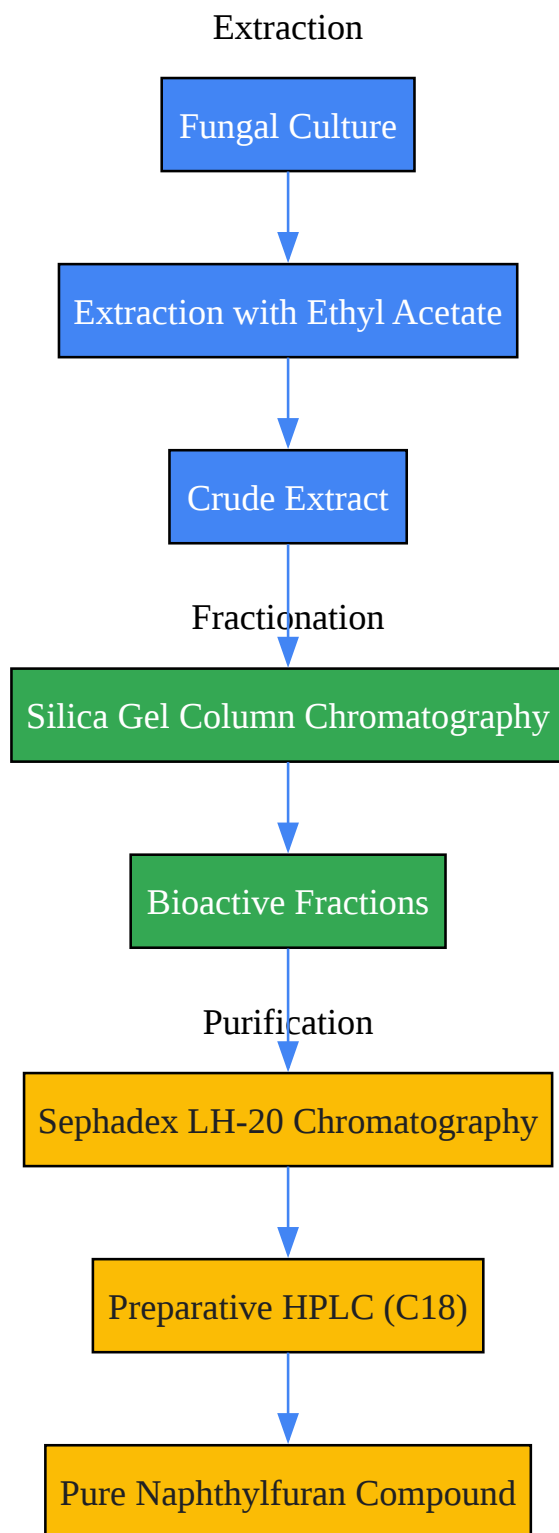 Extraction
Fungal Culture
Extraction with Ethyl Acetate
Crude Extract
Fractionation
Silica Gel Column Chromatography
Bioactive Fractions
Purification
Sephadex LH-20 Chromatography
Preparative HPLC (C18)
Pure Naphthylfuran Compound